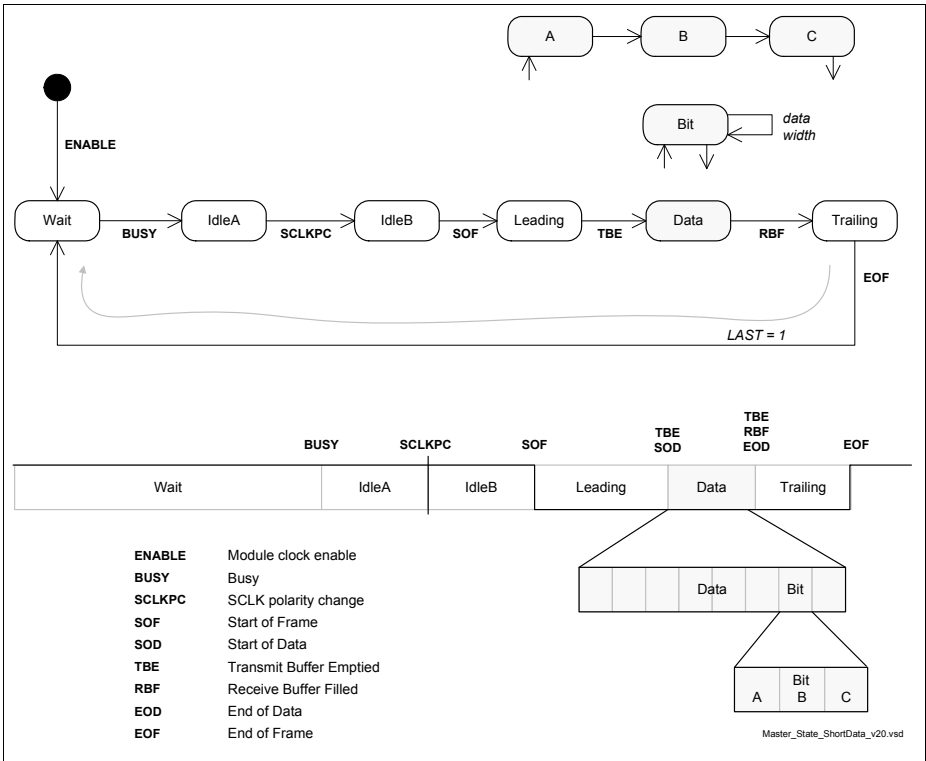 A B C
Bit
data
width
ENABLE
Wait IdleA IdleB Leading Data Trailing
BUSY SCLKPC SOF TBE RBF
EOF
LAST = 1
TBE
TBE RBF
BUSY SCLKPC SOF SOD EOD EOF
Wait IdleA IdleB Leading Data Trailing
ENABLE Module clock enable
BUSY Busy
SCLKPC SCLK polarity change
SOF Start of Frame
SOD Start of Data
TBE Transmit Buffer Emptied
RBF Receive Buffer Filled
EOD End of Data
EOF End of Frame
Data Bit
Bit
A B C
Master_State_ShortData_v20.vsd